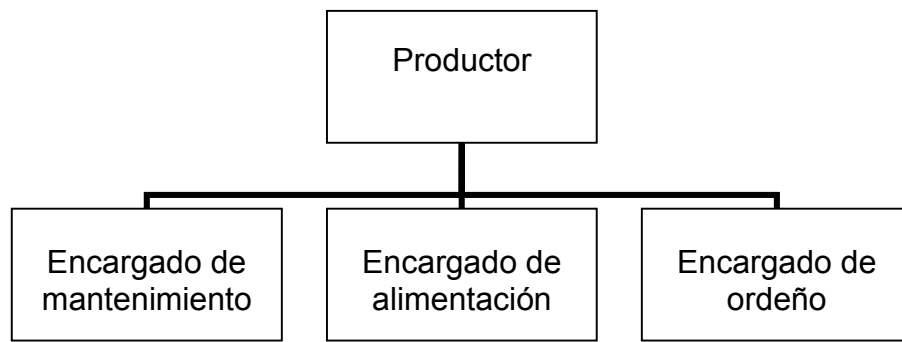 Productor
Encargado de
mantenimiento
Encargado de
alimentación
Encargado de
ordeño